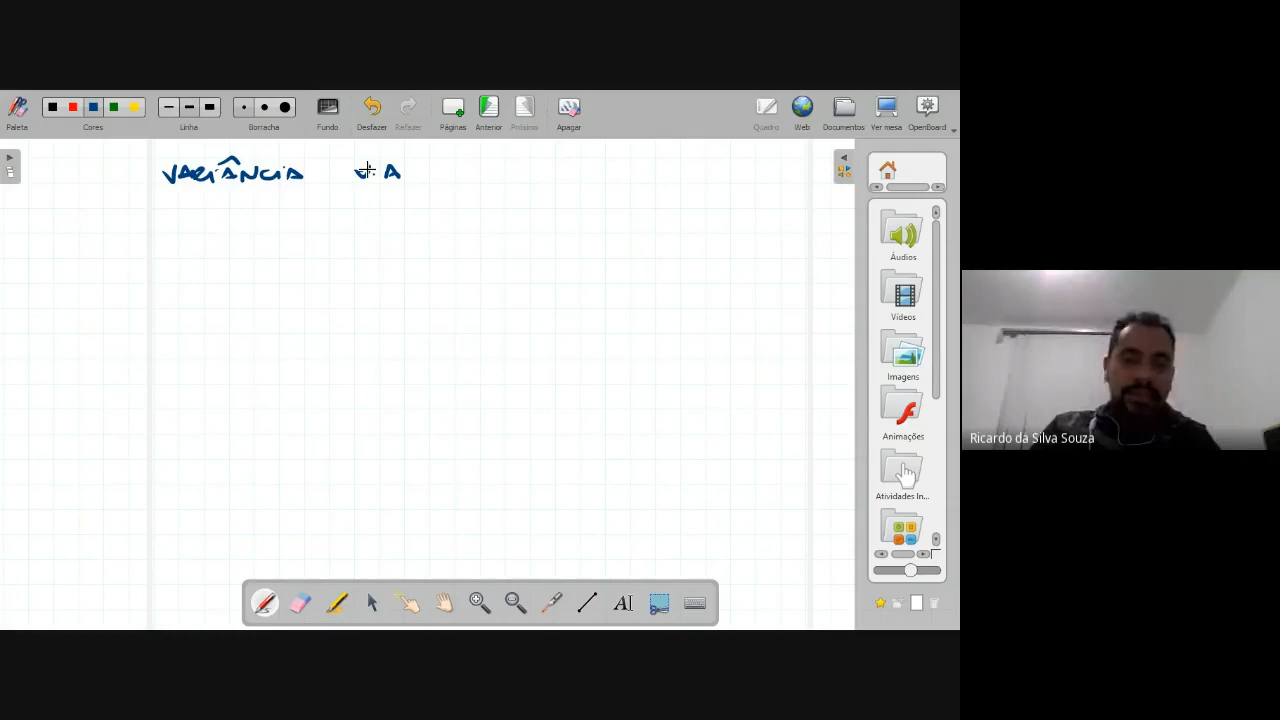 Paleta Cores Linha Borracha Fundo Desfazer Refazer Páginas Anterior Próximo Apagar Quadro Web Documentos Ver mesa OpenBoard
VARIÂNCIA V. A
Áudios
Vídeos
Imagens
Animações
Ricardo da Silva Souza
Atividades In...
AI